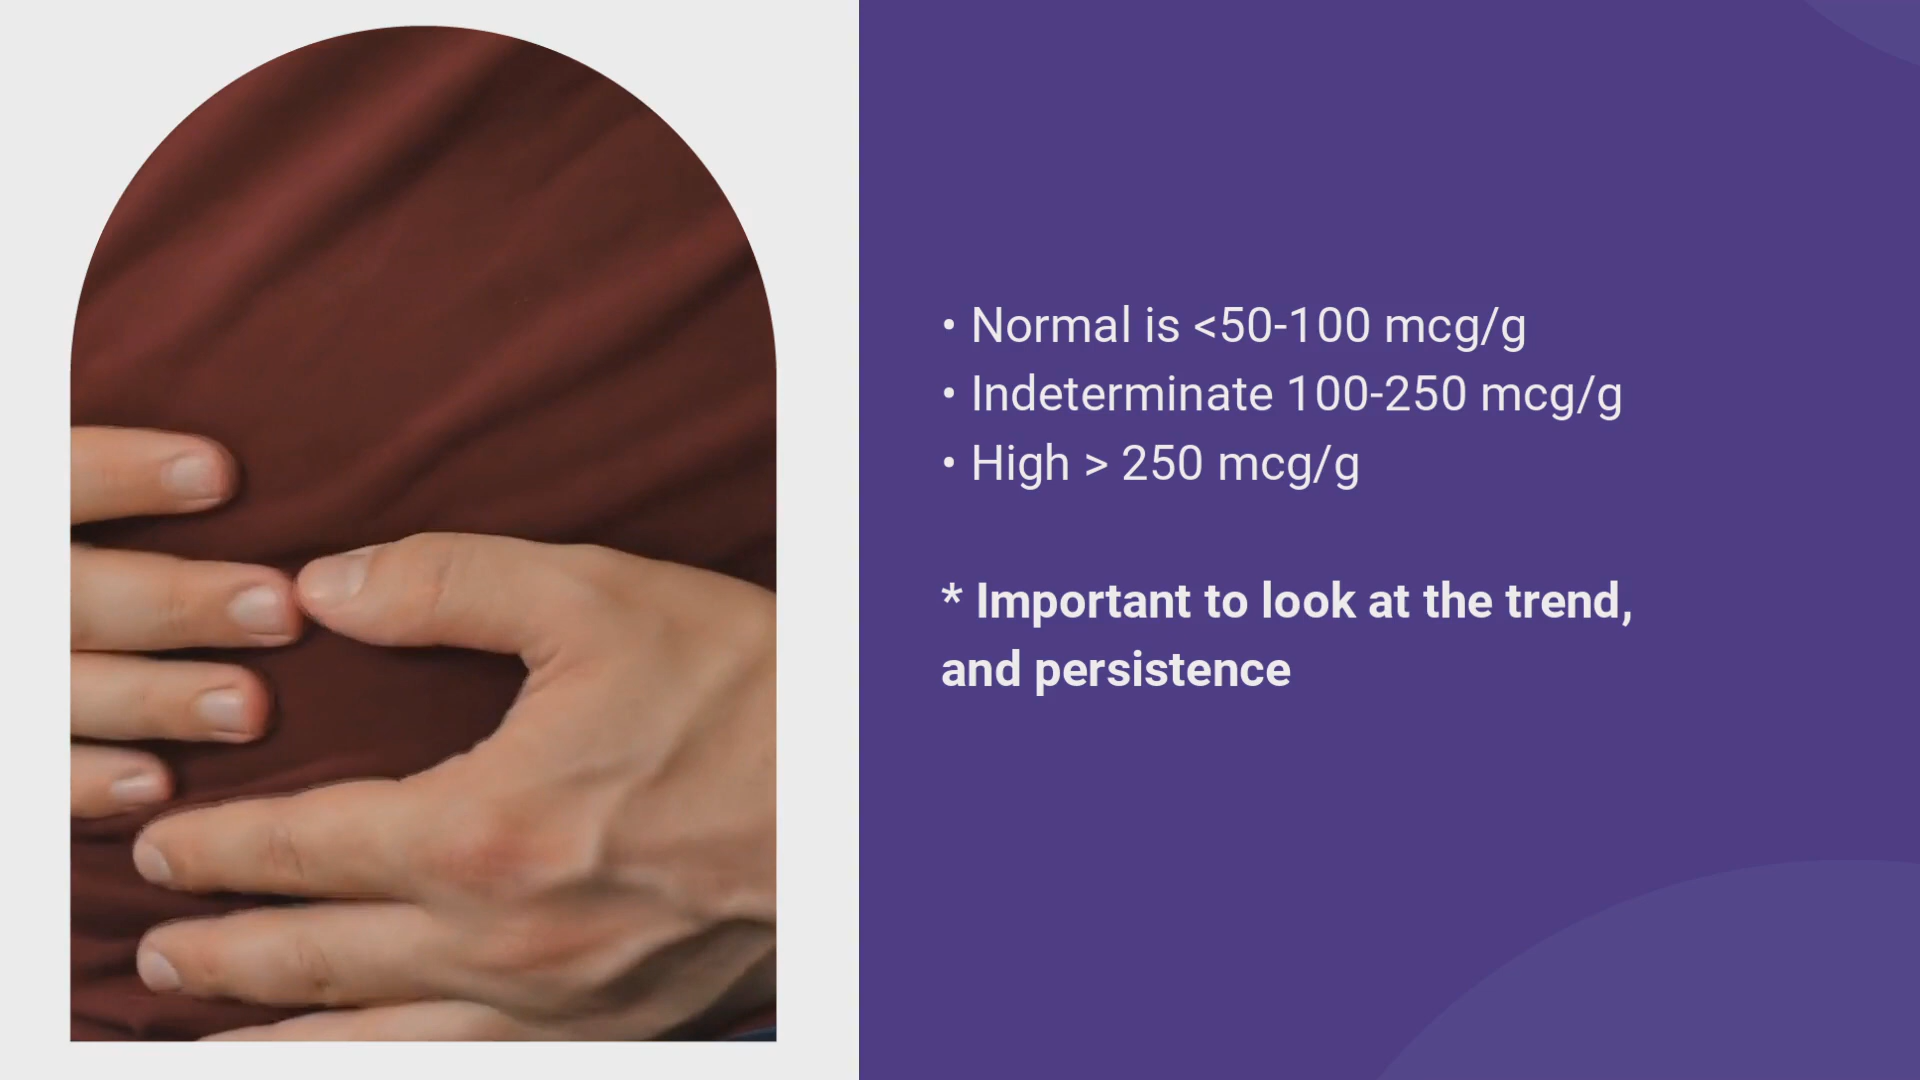 • Normal is <50-100 mcg/g
• Indeterminate 100-250 mcg/g
• High > 250 mcg/g
* Important to look at the trend,
and persistence